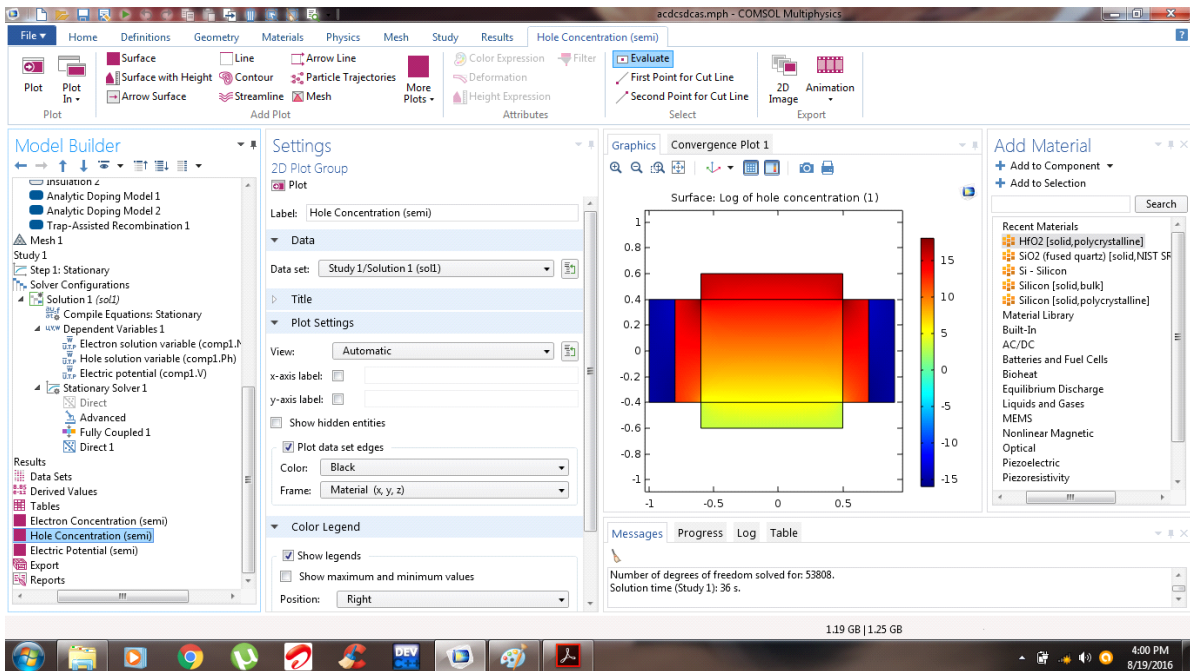 acdcsdcas.mph - COMSOL Multiphysics
File Home Definitions Geometry Materials Physics Mesh Study Results Hole Concentration (semi)
Plot
Plot In
Plot
Surface Line Arrow Line
Surface with Height Contour Particle Trajectories
Arrow Surface Streamline Mesh
More Plots
Add Plot
Color Expression Filter
Deformation
Height Expression
Attributes
Evaluate
First Point for Cut Line
Second Point for Cut Line
Select
2D Image
Animation
Export
Model Builder
Insulation 2
Analytic Doping Model 1
Analytic Doping Model 2
Trap-Assisted Recombination 1
Mesh 1
Study 1
Step 1: Stationary
Solver Configurations
Solution 1 (sol1)
Compile Equations: Stationary
Dependent Variables 1
Electron solution variable (comp1.N
Hole solution variable (comp1.Ph)
Electric potential (comp1.V)
Stationary Solver 1
Direct
Advanced
Fully Coupled 1
Direct 1
Results
Data Sets
Derived Values
Tables
Electron Concentration (semi)
Hole Concentration (semi)
Electric Potential (semi)
Export
Reports
Settings
2D Plot Group
Plot
Label: Hole Concentration (semi)
Data
Data set: Study 1/Solution 1 (sol1)
Title
Plot Settings
View: Automatic
x-axis label:
y-axis label:
Show hidden entities
Plot data set edges
Color: Black
Frame: Material (x, y, z)
Color Legend
Show legends
Show maximum and minimum values
Position: Right
Graphics Convergence Plot 1
Surface: Log of hole concentration (1)
1
0.8
0.6
0.4
0.2
0
-0.2
-0.4
-0.6
-0.8
-1
-1 -0.5 0 0.5
15
10
5
0
-5
-10
-15
Messages Progress Log Table
Number of degrees of freedom solved for: 53808.
Solution time (Study 1): 36 s.
Add Material
Add to Component
Add to Selection
Search
Recent Materials
HfO2 [solid,polycrystalline]
SiO2 (fused quartz) [solid,NIST SR
Si - Silicon
Silicon [solid,bulk]
Silicon [solid,polycrystalline]
Material Library
Built-In
AC/DC
Batteries and Fuel Cells
Bioheat
Equilibrium Discharge
Liquids and Gases
MEMS
Nonlinear Magnetic
Optical
Piezoelectric
Piezoresistivity
1.19 GB | 1.25 GB
DEV
C++
4:00 PM
8/19/2016